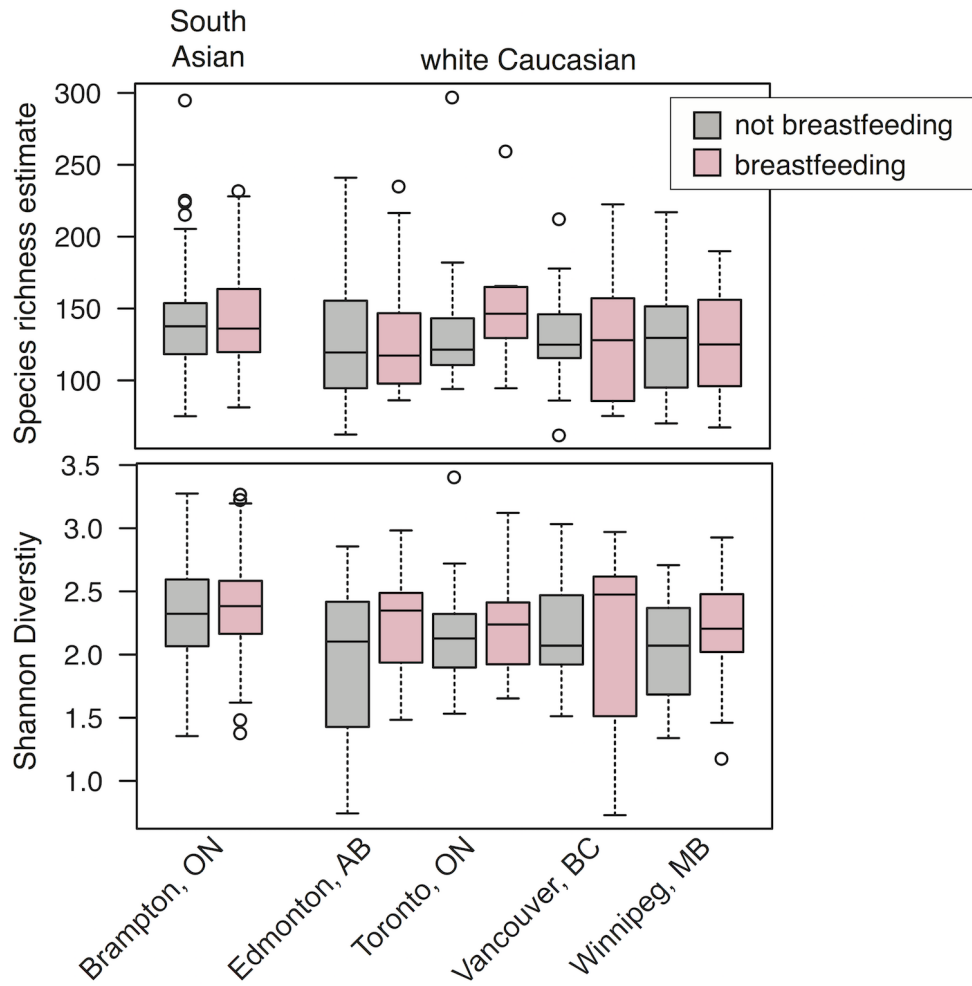 South
Asian
white Caucasian
Species richness estimate
300
250
200
150
100
not breastfeeding
breastfeeding
Shannon Diverstiy
3.5
3.0
2.5
2.0
1.5
1.0
Brampton, ON
Edmonton, AB
Toronto, ON
Vancouver, BC
Winnipeg, MB